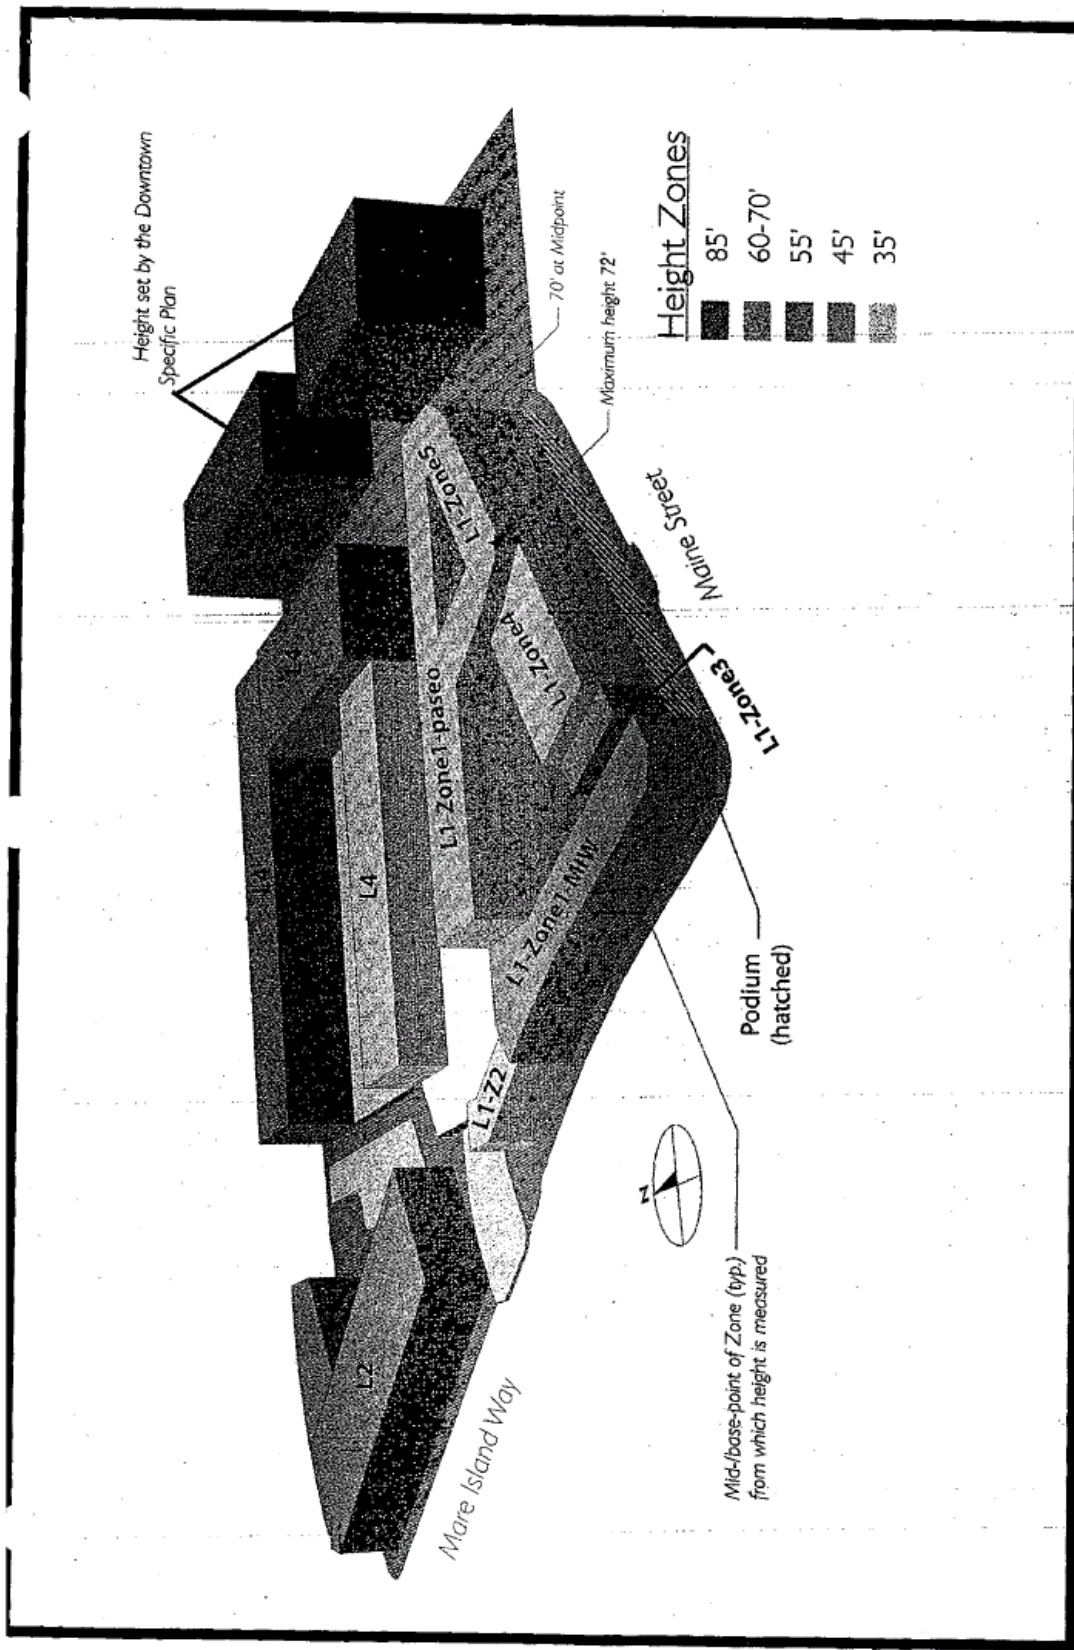 Height set by the Downtown
Specific Plan
70' at Midpoint
Maximum height 72'
Height Zones
85'
60-70'
55'
45'
35'
L4
L4
L4
L1-Zone5
L1-Zone1-paseo
L1-Zone4
Maine Street
L1-Zone3
L1-Zone1-MIW
L1-Z2
L2
Podium
(hatched)
Z
Mare Island Way
Mid-/base-point of Zone (typ.)
from which height is measured